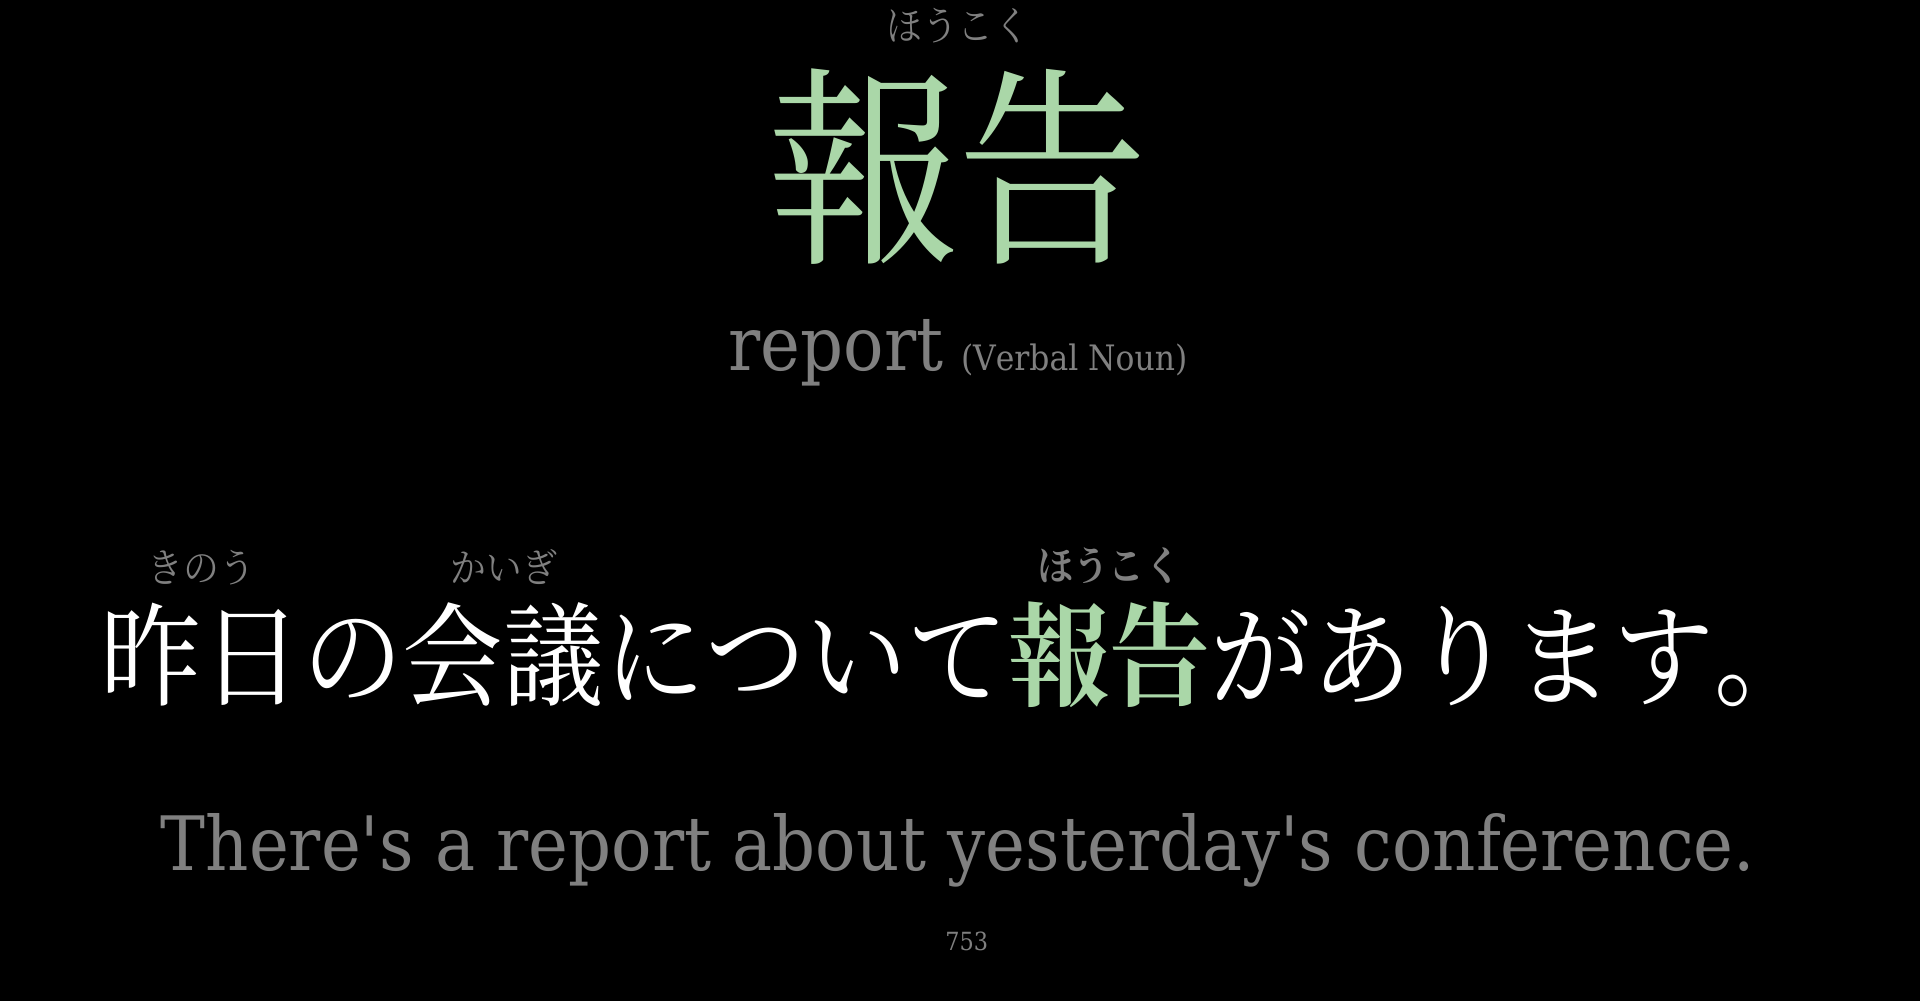 ほうこく
報告
report (Verbal Noun)
きのう かいぎ ほうこく
昨日の会議について報告があります。
There's a report about yesterday's conference.
753